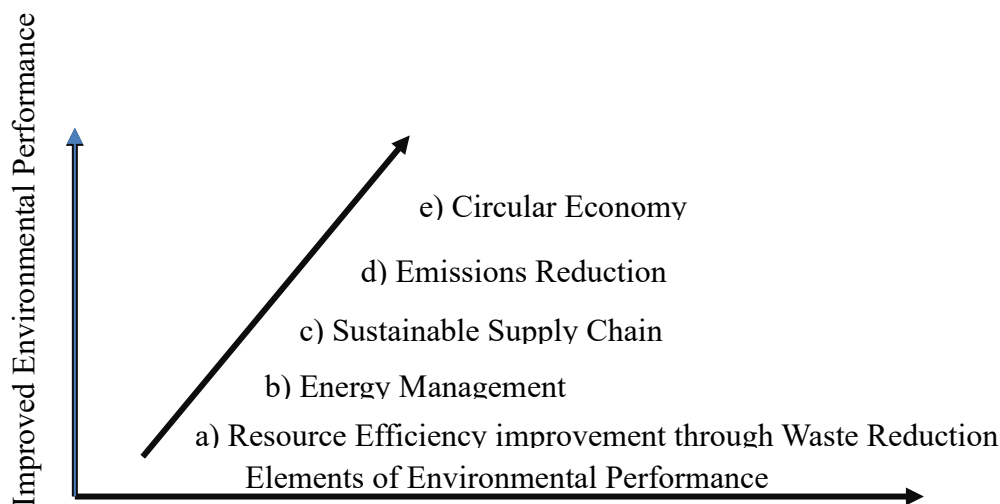 Improved Environmental Performance
e) Circular Economy
d) Emissions Reduction
c) Sustainable Supply Chain
b) Energy Management
a) Resource Efficiency improvement through Waste Reduction
Elements of Environmental Performance